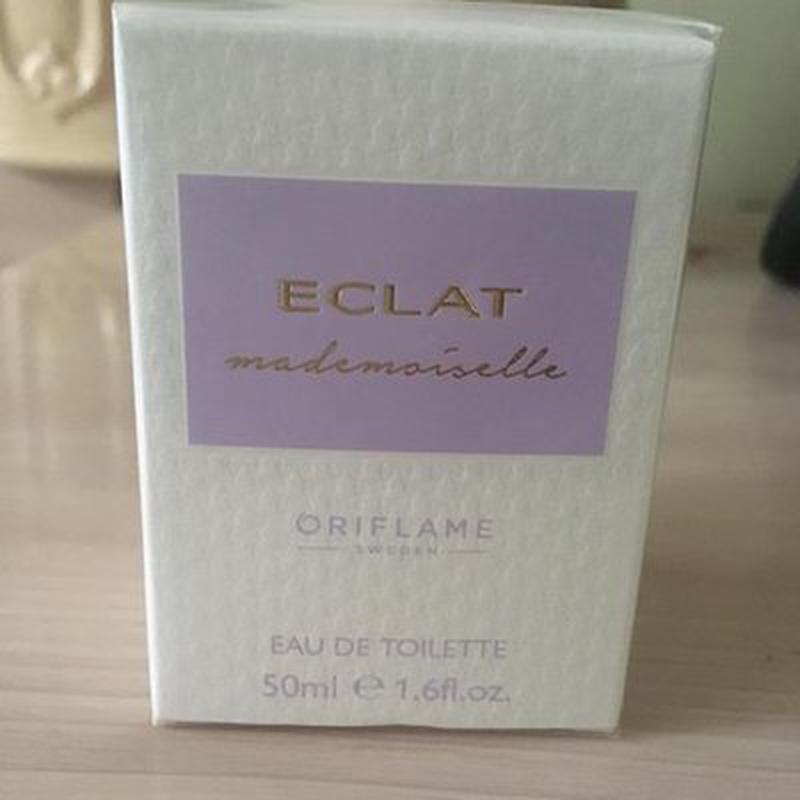 ECLAT
mademoiselle
ORIFLAME
SWEDEN
EAU DE TOILETTE
50ml ℮ 1.6fl.oz.